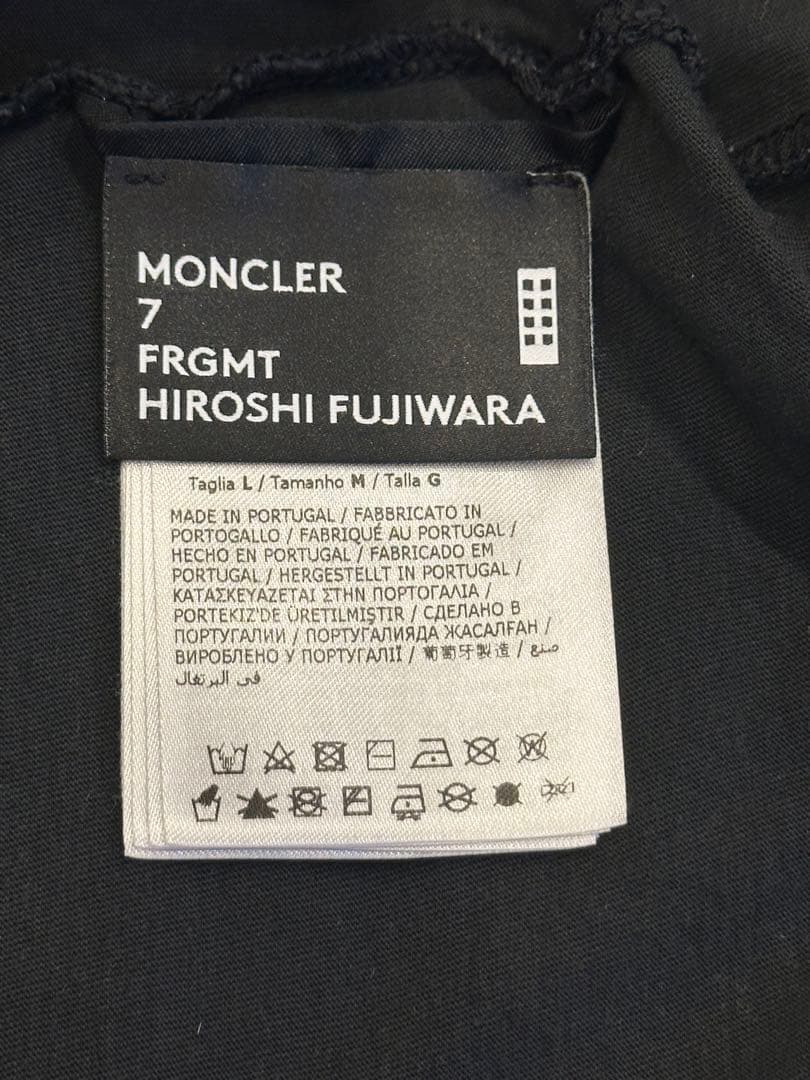 MONCLER
7
FRGMT
HIROSHI FUJIWARA
Taglia L / Tamanho M / Talla G
MADE IN PORTUGAL / FABBRICATO IN
PORTOGALLO / FABRIQUÉ AU PORTUGAL /
HECHO EN PORTUGAL / FABRICADO EM
PORTUGAL / HERGESTELLT IN PORTUGAL /
ΚΑΤΑΣΚΕΥΑΖΕΤΑΙ ΣΤΗΝ ΠΟΡΤΟΓΑΛΙΑ /
PORTEKIZ'DE ÜRETILMIŞTIR / СДЕЛАНО В
ПОРТУГАЛИИ / ПОРТУГАЛИЯДА ЖАСАЛҒАН /
ВИРОБЛЕНО У ПОРТУГАЛІЇ / 葡萄牙製造 / صنع
في البرتغال